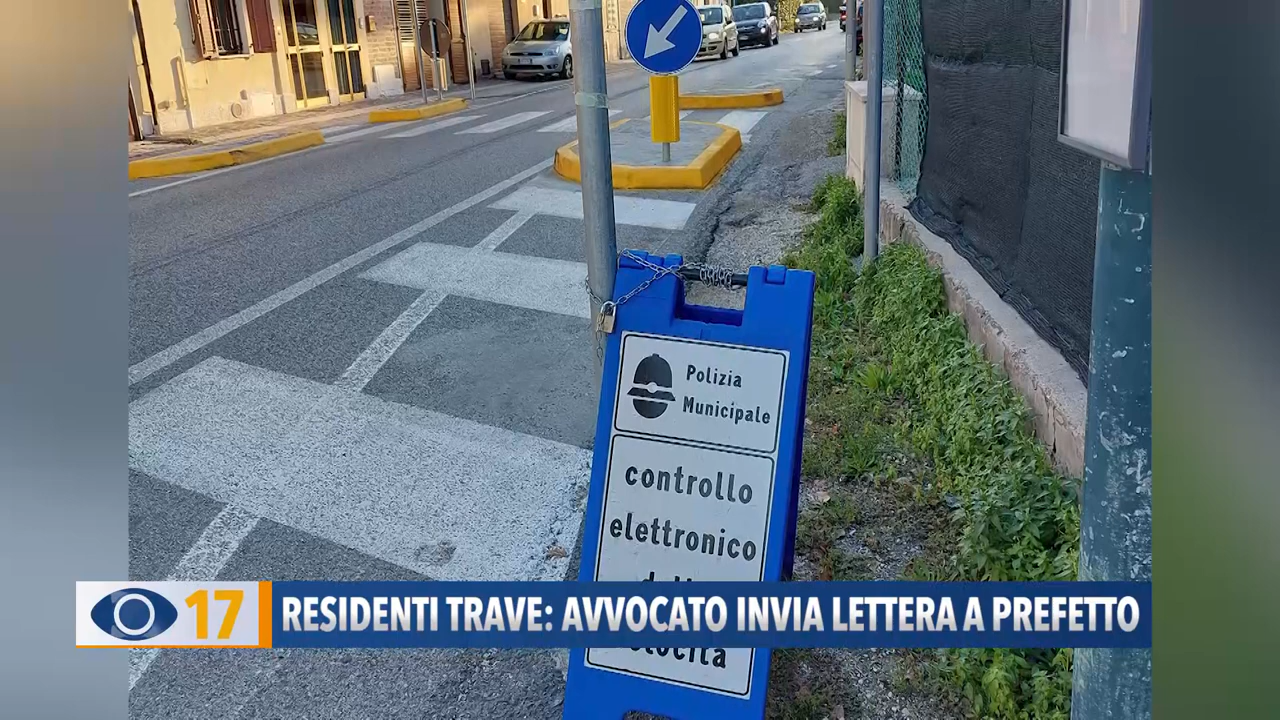 Polizia
Municipale
controllo
elettronico
17 RESIDENTI TRAVE: AVVOCATO INVIA LETTERA A PREFETTO